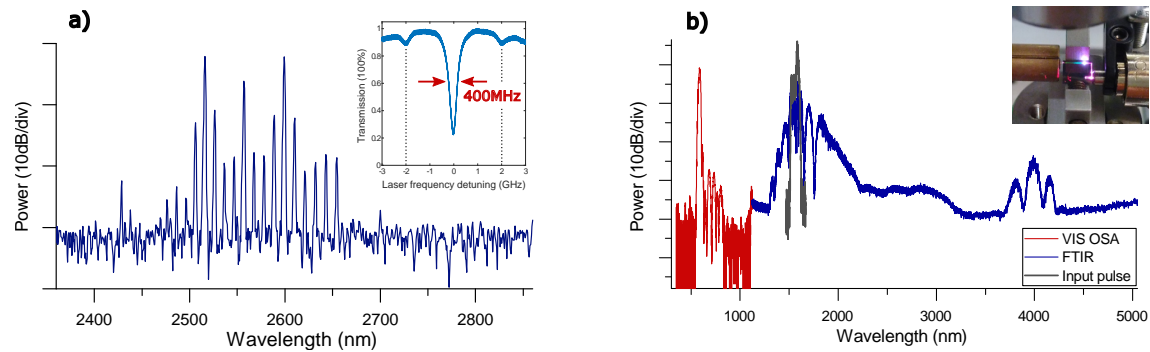 a)
Power (10dB/div)
2400
2500
2600
2700
2800
Wavelength (nm)
Transmission (100%)
1
0.8
0.6
0.4
0.2
0
-3
-2
-1
0
1
2
3
Laser frequency detuning (GHz)
400MHz
b)
Power (10dB/div)
1000
2000
3000
4000
5000
Wavelength (nm)
VIS OSA
FTIR
Input pulse